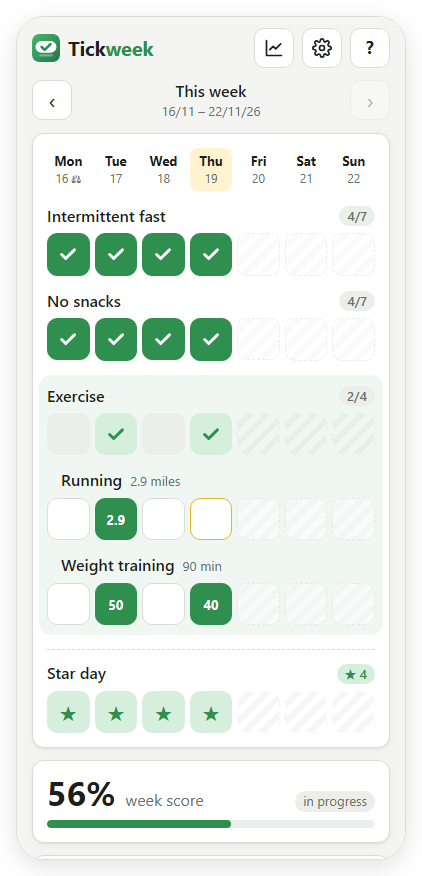 Tickweek
?
‹ This week ›
16/11 – 22/11/26
Mon Tue Wed Thu Fri Sat Sun
16 17 18 19 20 21 22
Intermittent fast 4/7
No snacks 4/7
Exercise 2/4
Running 2.9 miles
2.9
Weight training 90 min
50 40
Star day ★ 4
★ ★ ★ ★
56% week score in progress